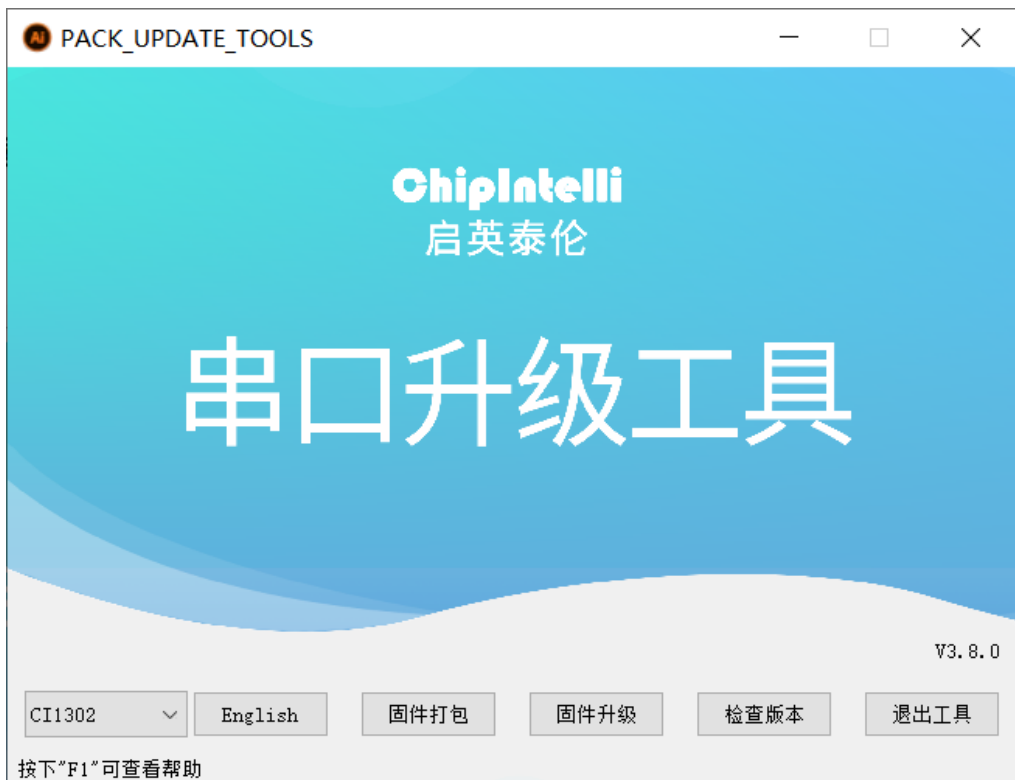 Ai PACK_UPDATE_TOOLS
ChipIntelli
启英泰伦
串口升级工具
V3.8.0
CI1302 English 固件打包 固件升级 检查版本 退出工具
按下"F1"可查看帮助